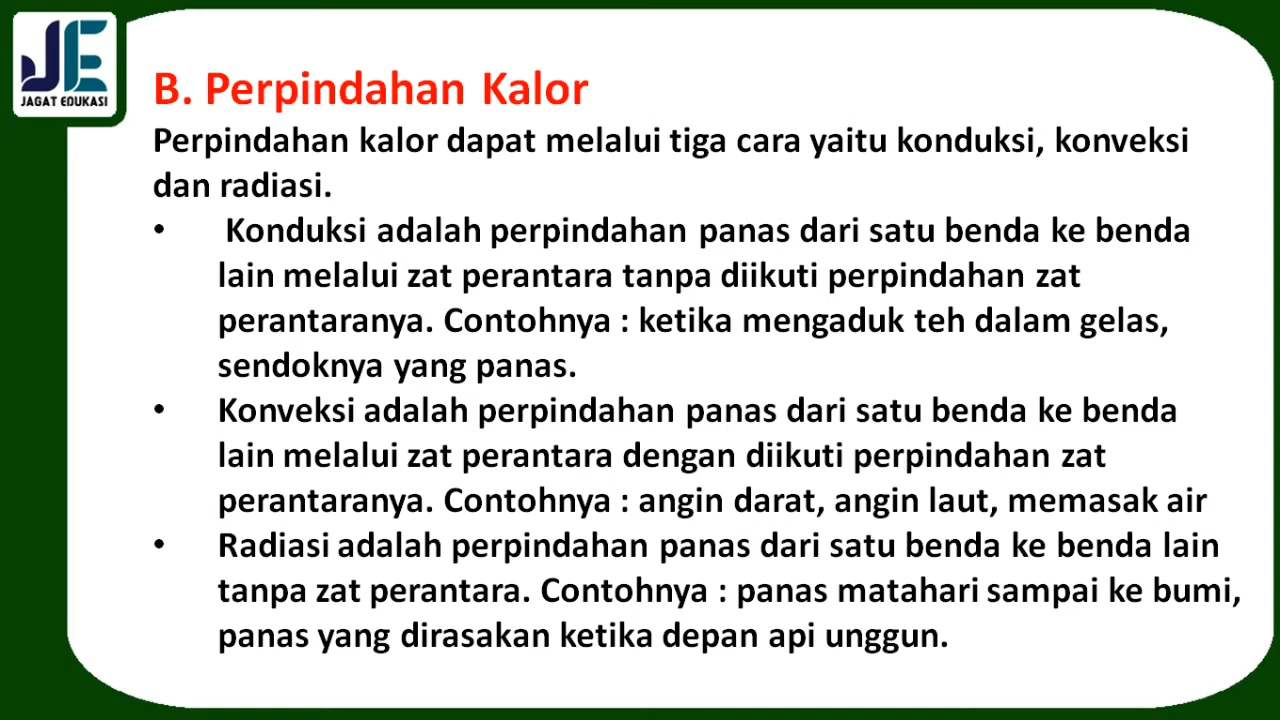 JE
JAGAT EDUKASI
B. Perpindahan Kalor
Perpindahan kalor dapat melalui tiga cara yaitu konduksi, konveksi
dan radiasi.
• Konduksi adalah perpindahan panas dari satu benda ke benda
lain melalui zat perantara tanpa diikuti perpindahan zat
perantaranya. Contohnya : ketika mengaduk teh dalam gelas,
sendoknya yang panas.
• Konveksi adalah perpindahan panas dari satu benda ke benda
lain melalui zat perantara dengan diikuti perpindahan zat
perantaranya. Contohnya : angin darat, angin laut, memasak air
• Radiasi adalah perpindahan panas dari satu benda ke benda lain
tanpa zat perantara. Contohnya : panas matahari sampai ke bumi,
panas yang dirasakan ketika depan api unggun.